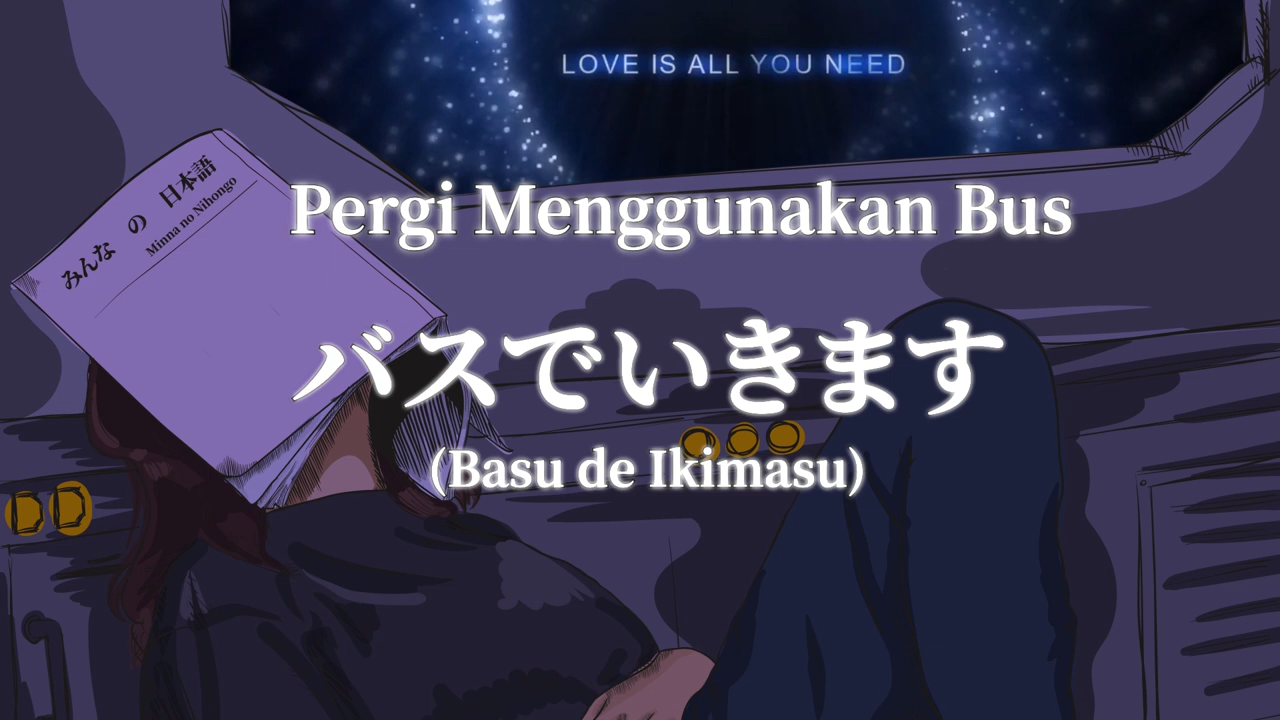 LOVE IS ALL YOU NEED
みんな の 日本語
Minna no Nihongo
Pergi Menggunakan Bus
バスでいきます
(Basu de Ikimasu)